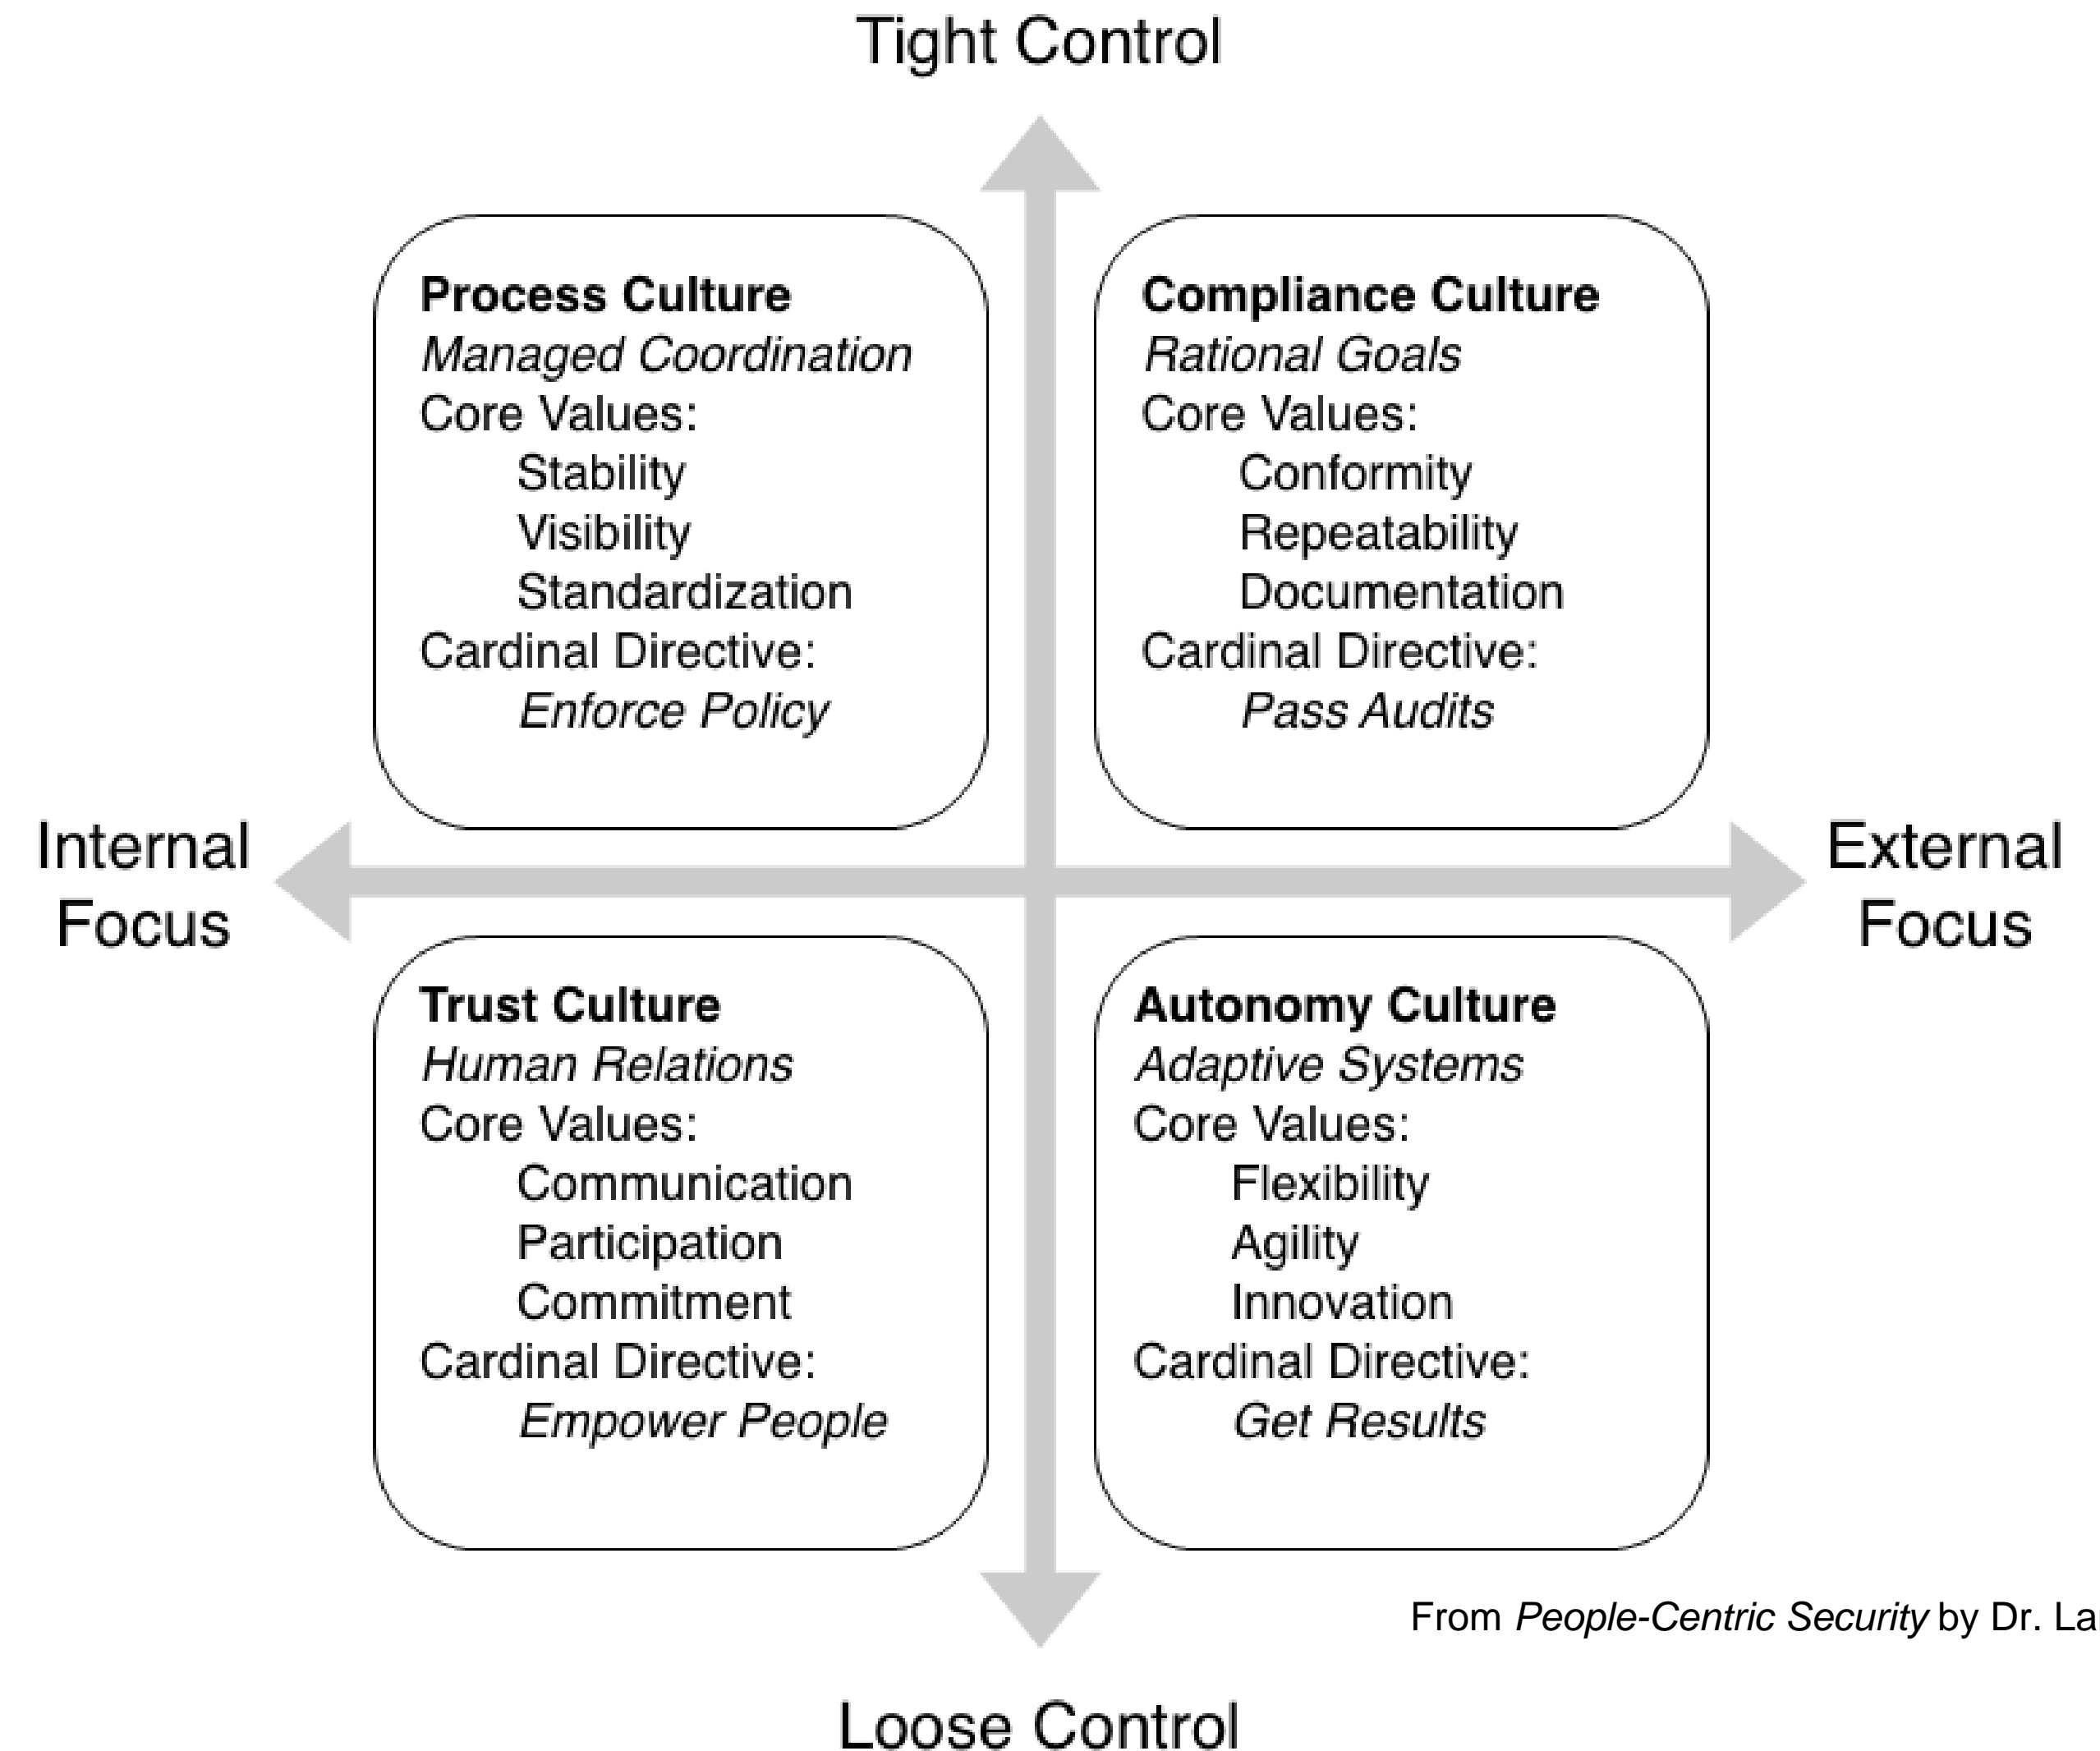 Tight Control
Process Culture
Managed Coordination
Core Values:
Stability
Visibility
Standardization
Cardinal Directive:
Enforce Policy
Compliance Culture
Rational Goals
Core Values:
Conformity
Repeatability
Documentation
Cardinal Directive:
Pass Audits
Internal
Focus
External
Focus
Trust Culture
Human Relations
Core Values:
Communication
Participation
Commitment
Cardinal Directive:
Empower People
Autonomy Culture
Adaptive Systems
Core Values:
Flexibility
Agility
Innovation
Cardinal Directive:
Get Results
From People-Centric Security by Dr. La
Loose Control